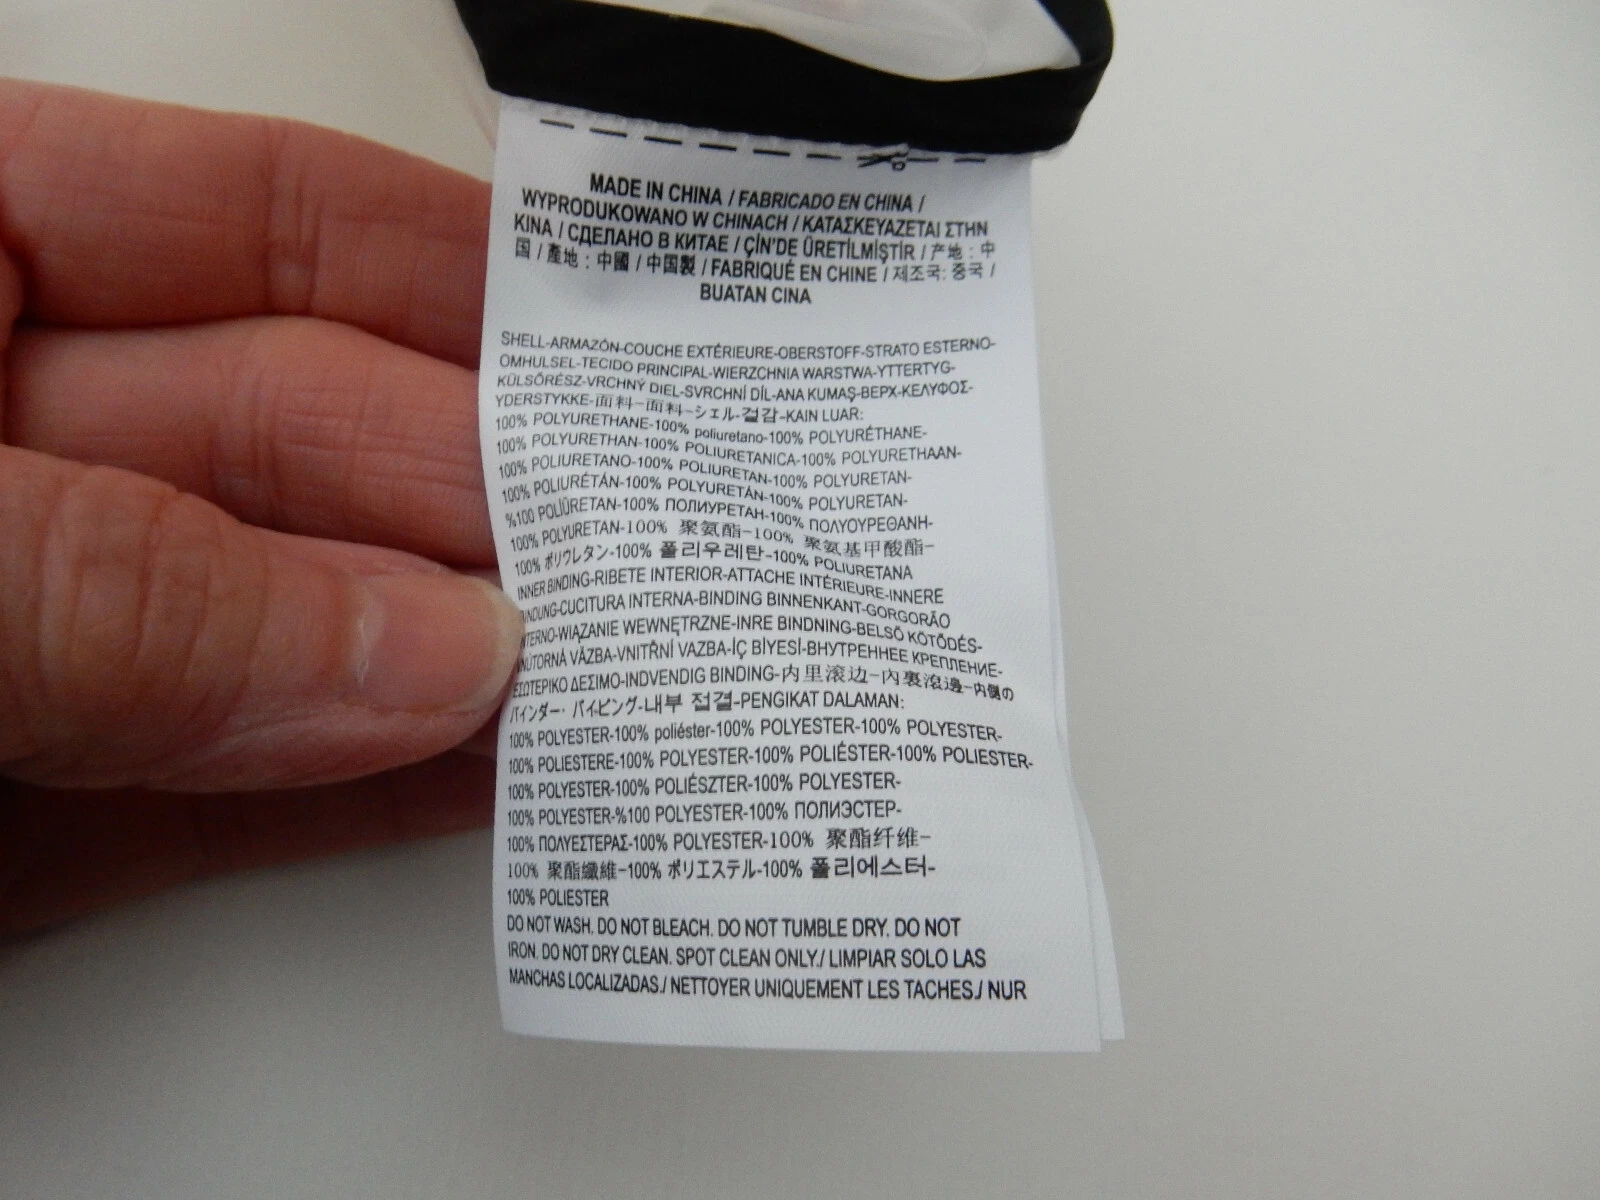 MADE IN CHINA / FABRICADO EN CHINA /
WYPRODUKOWANO W CHINACH / ΚΑΤΑΣΚΕΥΑΖΕΤΑΙ ΣΤΗΝ
ΚΙΝΑ / СДЕЛАНО В КИТАЕ / ÇİN'DE ÜRETİLMİŞTİR / 产地 : 中
国 / 產地 : 中國 / 中国製 / FABRIQUÉ EN CHINE / 제조국: 중국 /
BUATAN CINA
SHELL-ARMAZÓN-COUCHE EXTÉRIEURE-OBERSTOFF-STRATO ESTERNO-
OMHULSEL-TECIDO PRINCIPAL-WIERZCHNIA WARSTWA-YTTERTYG-
KÜLSŐRÉSZ-VRCHNÝ DIEL-SVRCHNÍ DÍL-ANA KUMAŞ-ВЕРХ-ΚΕΛΥΦΟΣ-
YDERSTYKKE-面料-面料-シェル-겉감-KAIN LUAR:
100% POLYURETHANE-100% poliuretano-100% POLYURÉTHANE-
100% POLYURETHAN-100% POLIURETANICA-100% POLYURETHAAN-
100% POLIURETANO-100% POLIURETAN-100% POLYURETAN-
100% POLIURÉTÁN-100% POLYURETÁN-100% POLYURETAN-
%100 POLİÜRETAN-100% ПОЛИУРЕТАН-100% ΠΟΛΥΟΥΡΕΘΑΝΗ-
100% POLYURETAN-100% 聚氨酯-100% 聚氨基甲酸酯-
100% ポリウレタン-100% 폴리우레탄-100% POLIURETANA
INNER BINDING-RIBETE INTERIOR-ATTACHE INTÉRIEURE-INNERE
BINDUNG-CUCITURA INTERNA-BINDING BINNENKANT-GORGORÃO
INTERNO-WIĄZANIE WEWNĘTRZNE-INRE BINDNING-BELSŐ KÖTŐDÉS-
VNÚTORNÁ VÄZBA-VNITŘNÍ VAZBA-İÇ BİYESİ-ВНУТРЕННЕЕ КРЕПЛЕНИЕ-
ΕΣΩΤΕΡΙΚΟ ΔΕΣΙΜΟ-INDVENDIG BINDING-内里滚边-內裏滾邊-内側の
バインダー・パイピング-내부 접결-PENGIKAT DALAMAN:
100% POLYESTER-100% poliéster-100% POLYESTER-100% POLYESTER-
100% POLIESTERE-100% POLYESTER-100% POLIÉSTER-100% POLIESTER-
100% POLYESTER-100% POLIÉSZTER-100% POLYESTER-
100% POLYESTER-%100 POLYESTER-100% ПОЛИЭСТЕР-
100% ΠΟΛΥΕΣΤΕΡΑΣ-100% POLYESTER-100% 聚酯纤维-
100% 聚酯纖維-100% ポリエステル-100% 폴리에스터-
100% POLIESTER
DO NOT WASH. DO NOT BLEACH. DO NOT TUMBLE DRY. DO NOT
IRON. DO NOT DRY CLEAN. SPOT CLEAN ONLY./ LIMPIAR SOLO LAS
MANCHAS LOCALIZADAS./ NETTOYER UNIQUEMENT LES TACHES./ NUR